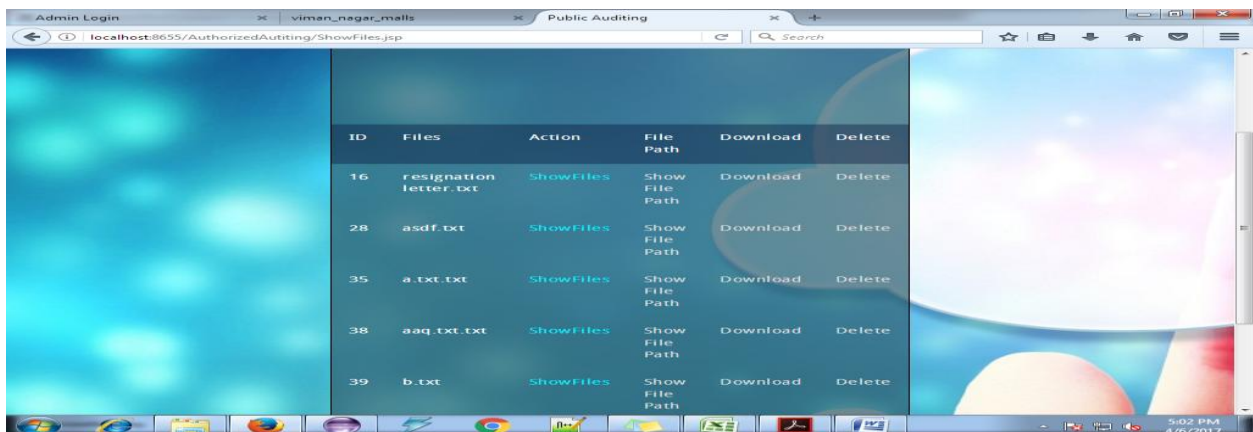 Admin Login viman_nagar_malls Public Auditing
localhost:8655/AuthorizedAutiting/ShowFiles.jsp Search
ID Files Action File Path Download Delete
16 resignation letter.txt ShowFiles Show File Path Download Delete
28 asdf.txt ShowFiles Show File Path Download Delete
35 a.txt.txt ShowFiles Show File Path Download Delete
38 aaq.txt.txt ShowFiles Show File Path Download Delete
39 b.txt ShowFiles Show File Path Download Delete
5:02 PM
4/6/2017